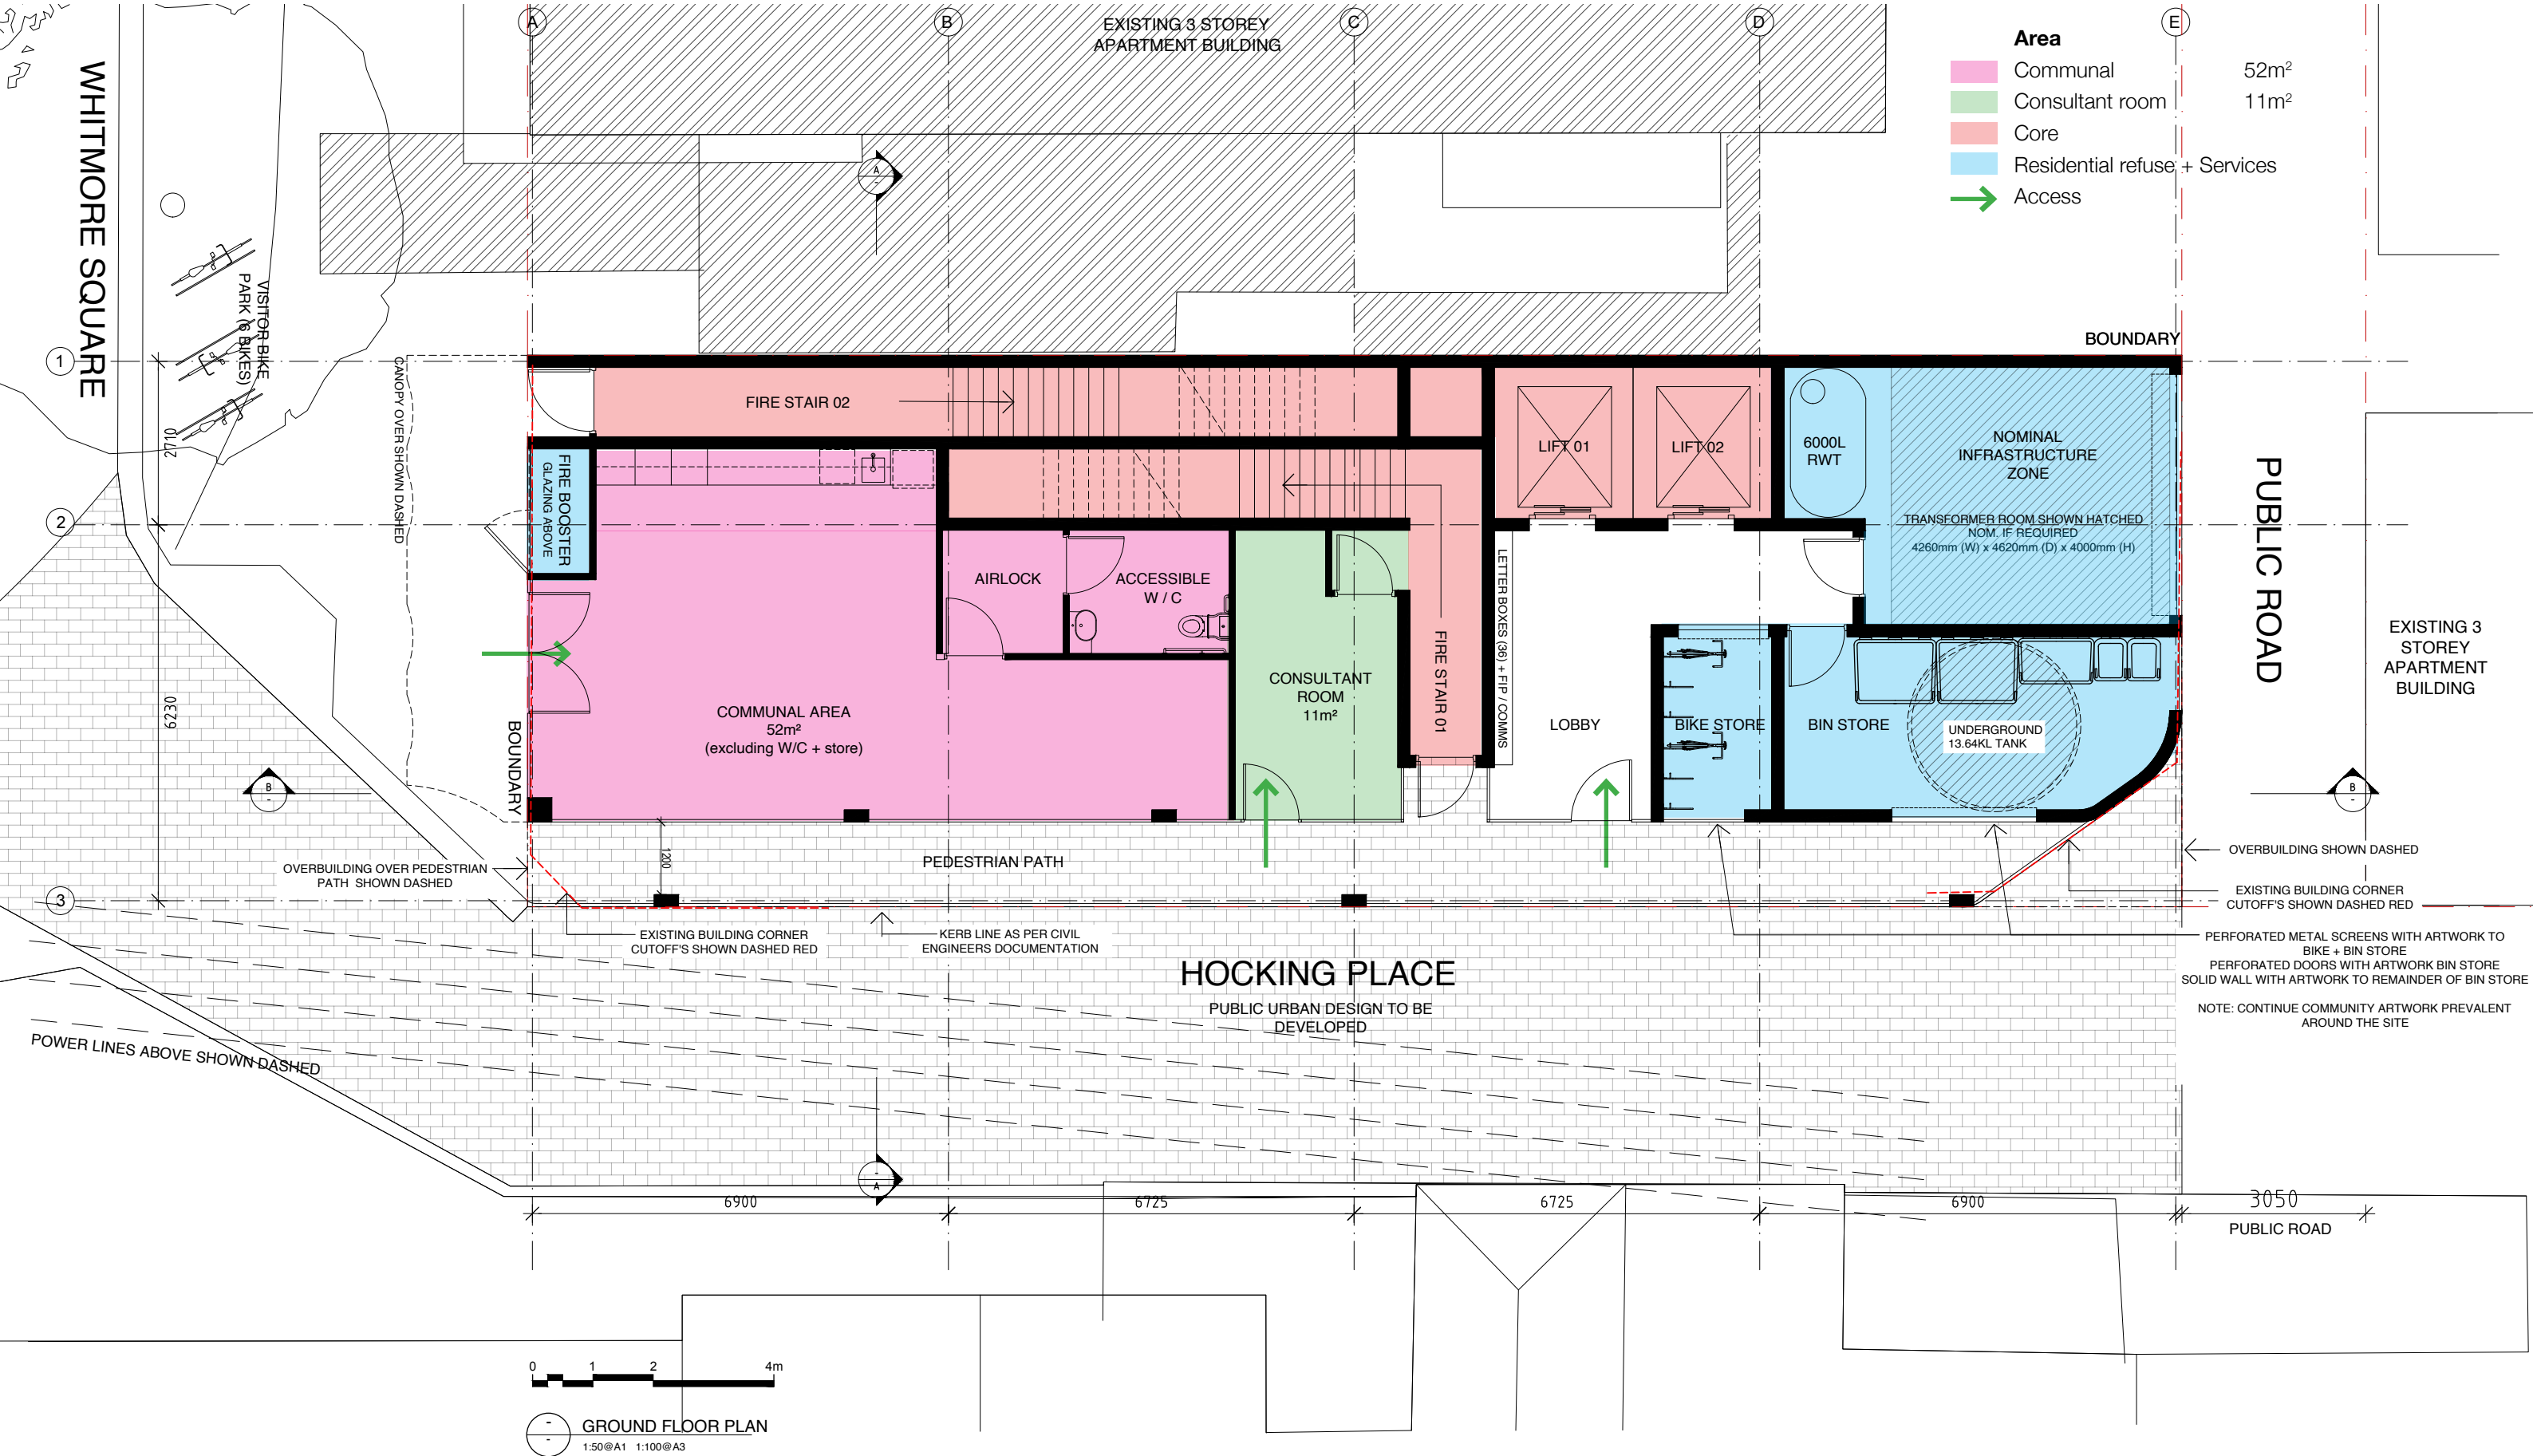 A
B
C
D
E
EXISTING 3 STOREY
APARTMENT BUILDING
Area
Communal 52m²
Consultant room 11m²
Core
Residential refuse + Services
Access
WHITMORE SQUARE
VISITOR BIKE
PARK (6 BIKES)
A
-
BOUNDARY
1
2
3
2710
6230
CANOPY OVER SHOWN DASHED
FIRE STAIR 02
FIRE BOOSTER
GLAZING ABOVE
LIFT 01
LIFT 02
6000L
RWT
NOMINAL
INFRASTRUCTURE
ZONE
TRANSFORMER ROOM SHOWN HATCHED
NOM. IF REQUIRED
4260mm (W) x 4620mm (D) x 4000mm (H)
PUBLIC ROAD
AIRLOCK
ACCESSIBLE
W / C
LETTER BOXES (36) + FIP / COMMS
FIRE STAIR 01
CONSULTANT
ROOM
11m²
COMMUNAL AREA
52m²
(excluding W/C + store)
LOBBY
BIKE STORE
BIN STORE
UNDERGROUND
13.64KL TANK
EXISTING 3
STOREY
APARTMENT
BUILDING
BOUNDARY
B
-
B
-
1200
PEDESTRIAN PATH
OVERBUILDING OVER PEDESTRIAN
PATH SHOWN DASHED
OVERBUILDING SHOWN DASHED
EXISTING BUILDING CORNER
CUTOFF'S SHOWN DASHED RED
EXISTING BUILDING CORNER
CUTOFF'S SHOWN DASHED RED
KERB LINE AS PER CIVIL
ENGINEERS DOCUMENTATION
PERFORATED METAL SCREENS WITH ARTWORK TO
BIKE + BIN STORE
PERFORATED DOORS WITH ARTWORK BIN STORE
SOLID WALL WITH ARTWORK TO REMAINDER OF BIN STORE
NOTE: CONTINUE COMMUNITY ARTWORK PREVALENT
AROUND THE SITE
HOCKING PLACE
PUBLIC URBAN DESIGN TO BE
DEVELOPED
POWER LINES ABOVE SHOWN DASHED
-
A
6900
6725
6725
6900
3050
PUBLIC ROAD
0 1 2 4m
-
-
GROUND FLOOR PLAN
1:50@A1 1:100@A3